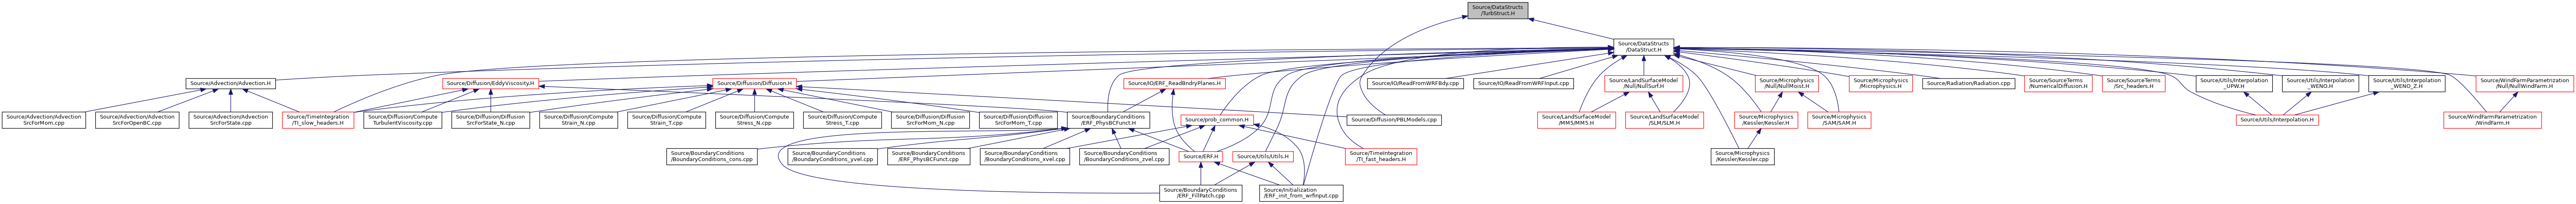 Source/DataStructs
/TurbStruct.H
Source/DataStructs
/DataStruct.H
Source/Advection/Advection.H
Source/Diffusion/EddyViscosity.H
Source/Diffusion/Diffusion.H
Source/IO/ERF_ReadBndryPlanes.H
Source/IO/ReadFromWRFBdy.cpp
Source/IO/ReadFromWRFInput.cpp
Source/LandSurfaceModel
/Null/NullSurf.H
Source/Microphysics
/Null/NullMoist.H
Source/Microphysics
/Microphysics.H
Source/Radiation/Radiation.cpp
Source/SourceTerms
/NumericalDiffusion.H
Source/SourceTerms
/Src_headers.H
Source/Utils/Interpolation
_UPW.H
Source/Utils/Interpolation
_WENO.H
Source/Utils/Interpolation
_WENO_Z.H
Source/WindFarmParametrization
/Null/NullWindFarm.H
Source/Advection/Advection
SrcForMom.cpp
Source/Advection/Advection
SrcForOpenBC.cpp
Source/Advection/Advection
SrcForState.cpp
Source/TimeIntegration
/TI_slow_headers.H
Source/Diffusion/Compute
TurbulentViscosity.cpp
Source/Diffusion/Diffusion
SrcForState_N.cpp
Source/Diffusion/Compute
Strain_N.cpp
Source/Diffusion/Compute
Strain_T.cpp
Source/Diffusion/Compute
Stress_N.cpp
Source/Diffusion/Compute
Stress_T.cpp
Source/Diffusion/Diffusion
SrcForMom_N.cpp
Source/Diffusion/Diffusion
SrcForMom_T.cpp
Source/BoundaryConditions
/ERF_PhysBCFunct.H
Source/prob_common.H
Source/Diffusion/PBLModels.cpp
Source/LandSurfaceModel
/MM5/MM5.H
Source/LandSurfaceModel
/SLM/SLM.H
Source/Microphysics
/Kessler/Kessler.H
Source/Microphysics
/SAM/SAM.H
Source/Utils/Interpolation.H
Source/WindFarmParametrization
/WindFarm.H
Source/BoundaryConditions
/BoundaryConditions_cons.cpp
Source/BoundaryConditions
/BoundaryConditions_yvel.cpp
Source/BoundaryConditions
/ERF_PhysBCFunct.cpp
Source/BoundaryConditions
/BoundaryConditions_xvel.cpp
Source/BoundaryConditions
/BoundaryConditions_zvel.cpp
Source/ERF.H
Source/Utils/Utils.H
Source/TimeIntegration
/TI_fast_headers.H
Source/Microphysics
/Kessler/Kessler.cpp
Source/BoundaryConditions
/ERF_FillPatch.cpp
Source/Initialization
/ERF_init_from_wrfinput.cpp